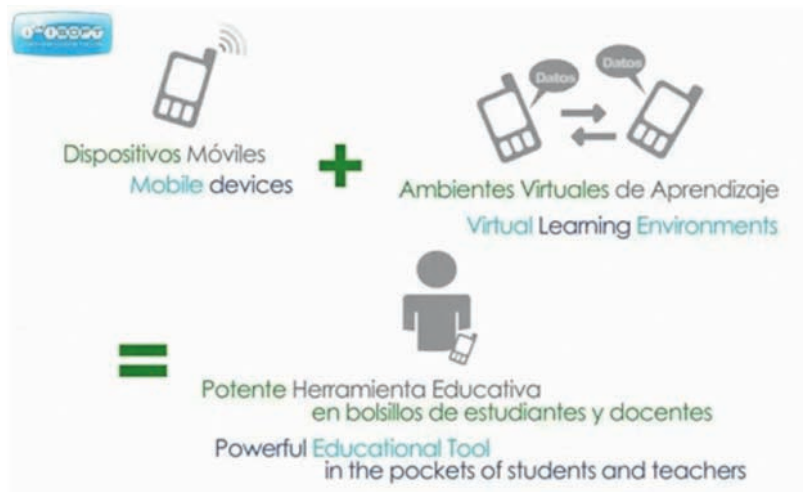 Dispositivos Móviles
Mobile devices
+
Datos
Datos
Ambientes Virtuales de Aprendizaje
Virtual Learning Environments
=
Potente Herramienta Educativa
en bolsillos de estudiantes y docentes
Powerful Educational Tool
in the pockets of students and teachers